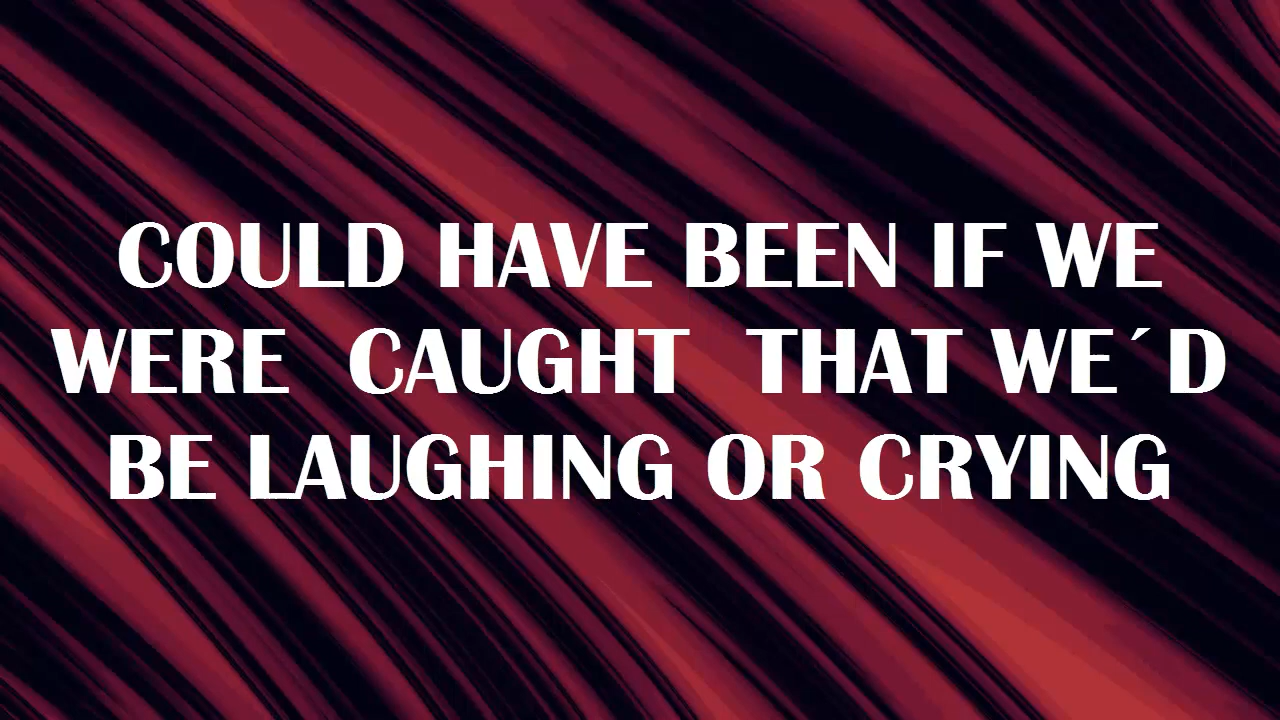 COULD HAVE BEEN IF WE
WERE  CAUGHT  THAT WE´D
BE LAUGHING OR CRYING